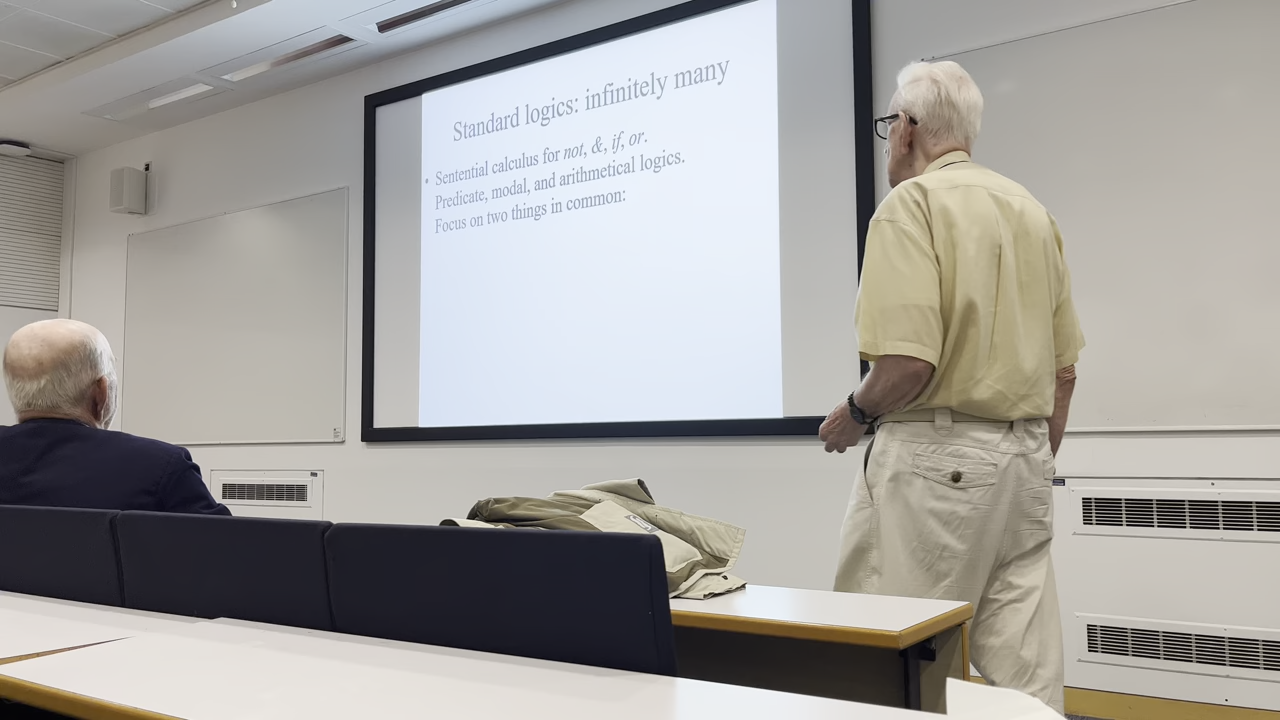 Standard logics: infinitely many
• Sentential calculus for not, &, if, or.
Predicate, modal, and arithmetical logics.
Focus on two things in common: